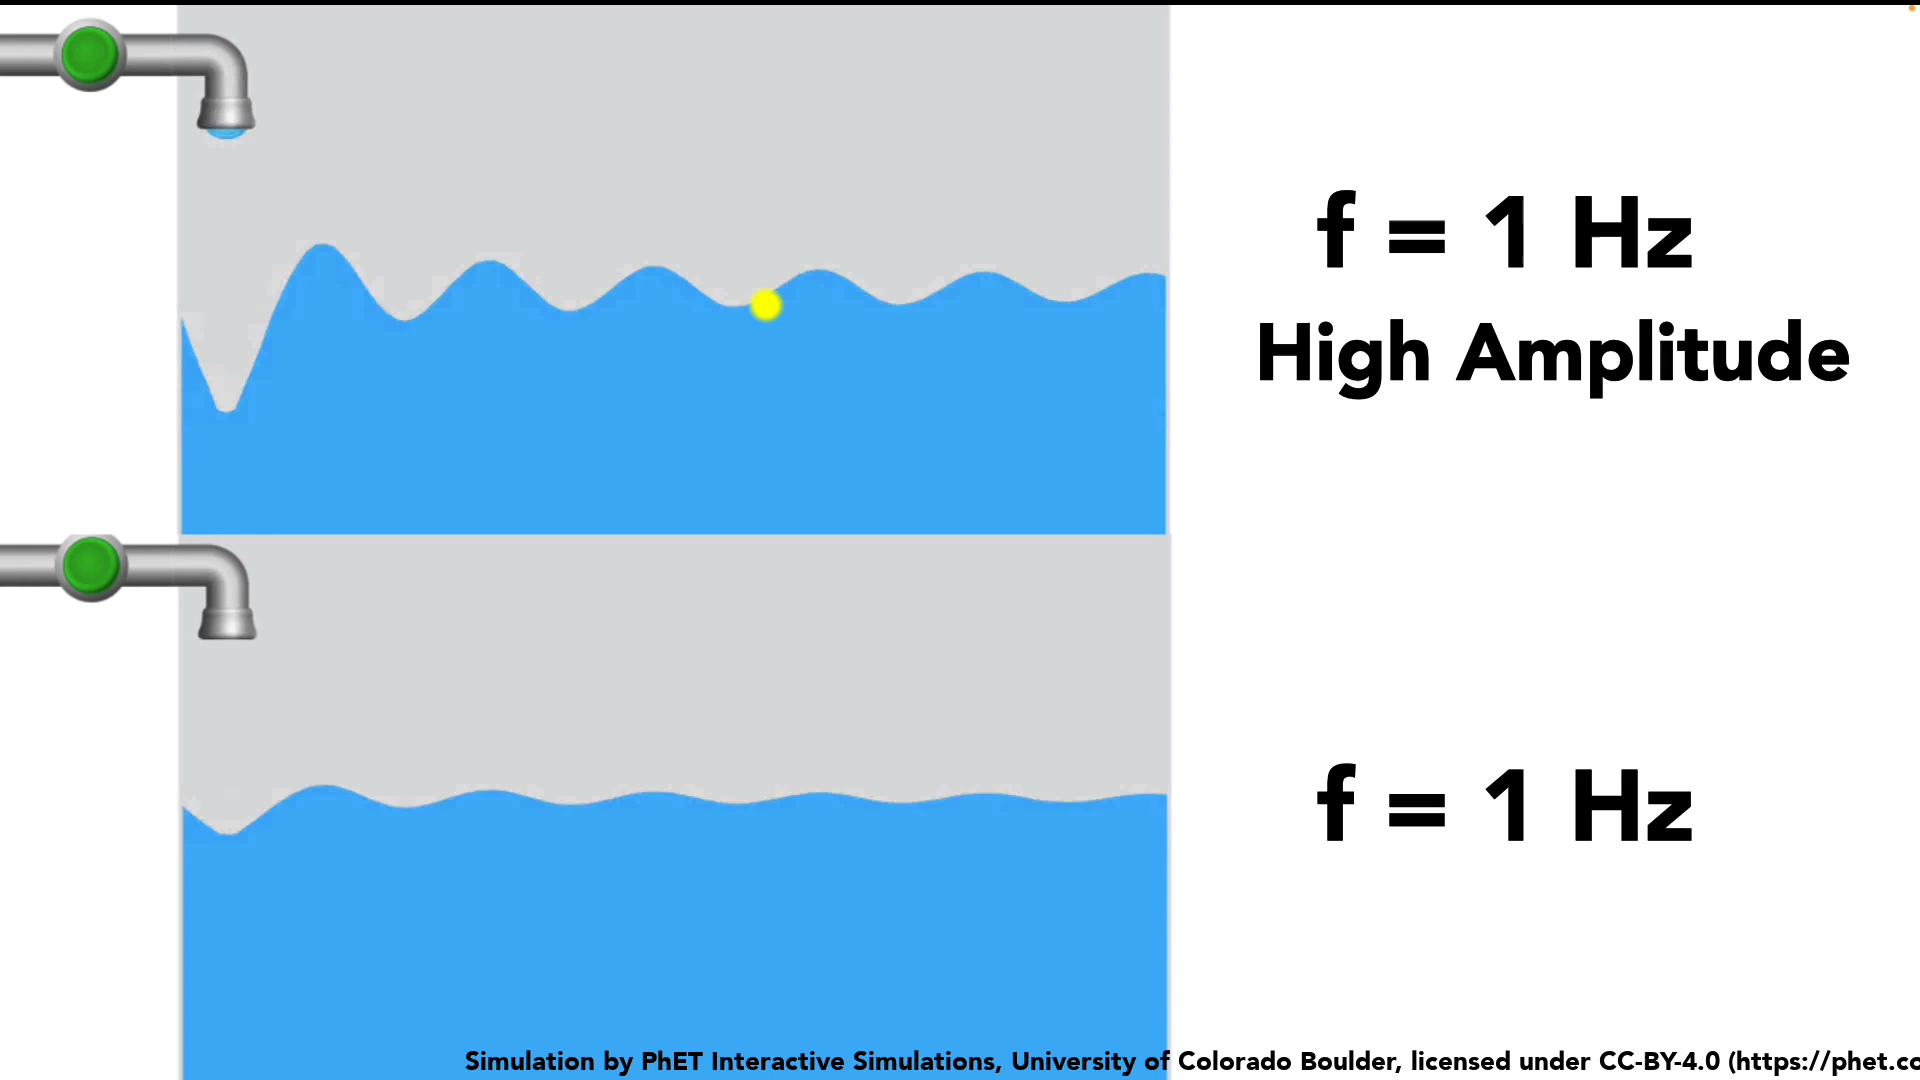 f = 1 Hz
High Amplitude
f = 1 Hz
Simulation by PhET Interactive Simulations, University of Colorado Boulder, licensed under CC-BY-4.0 (https://phet.co